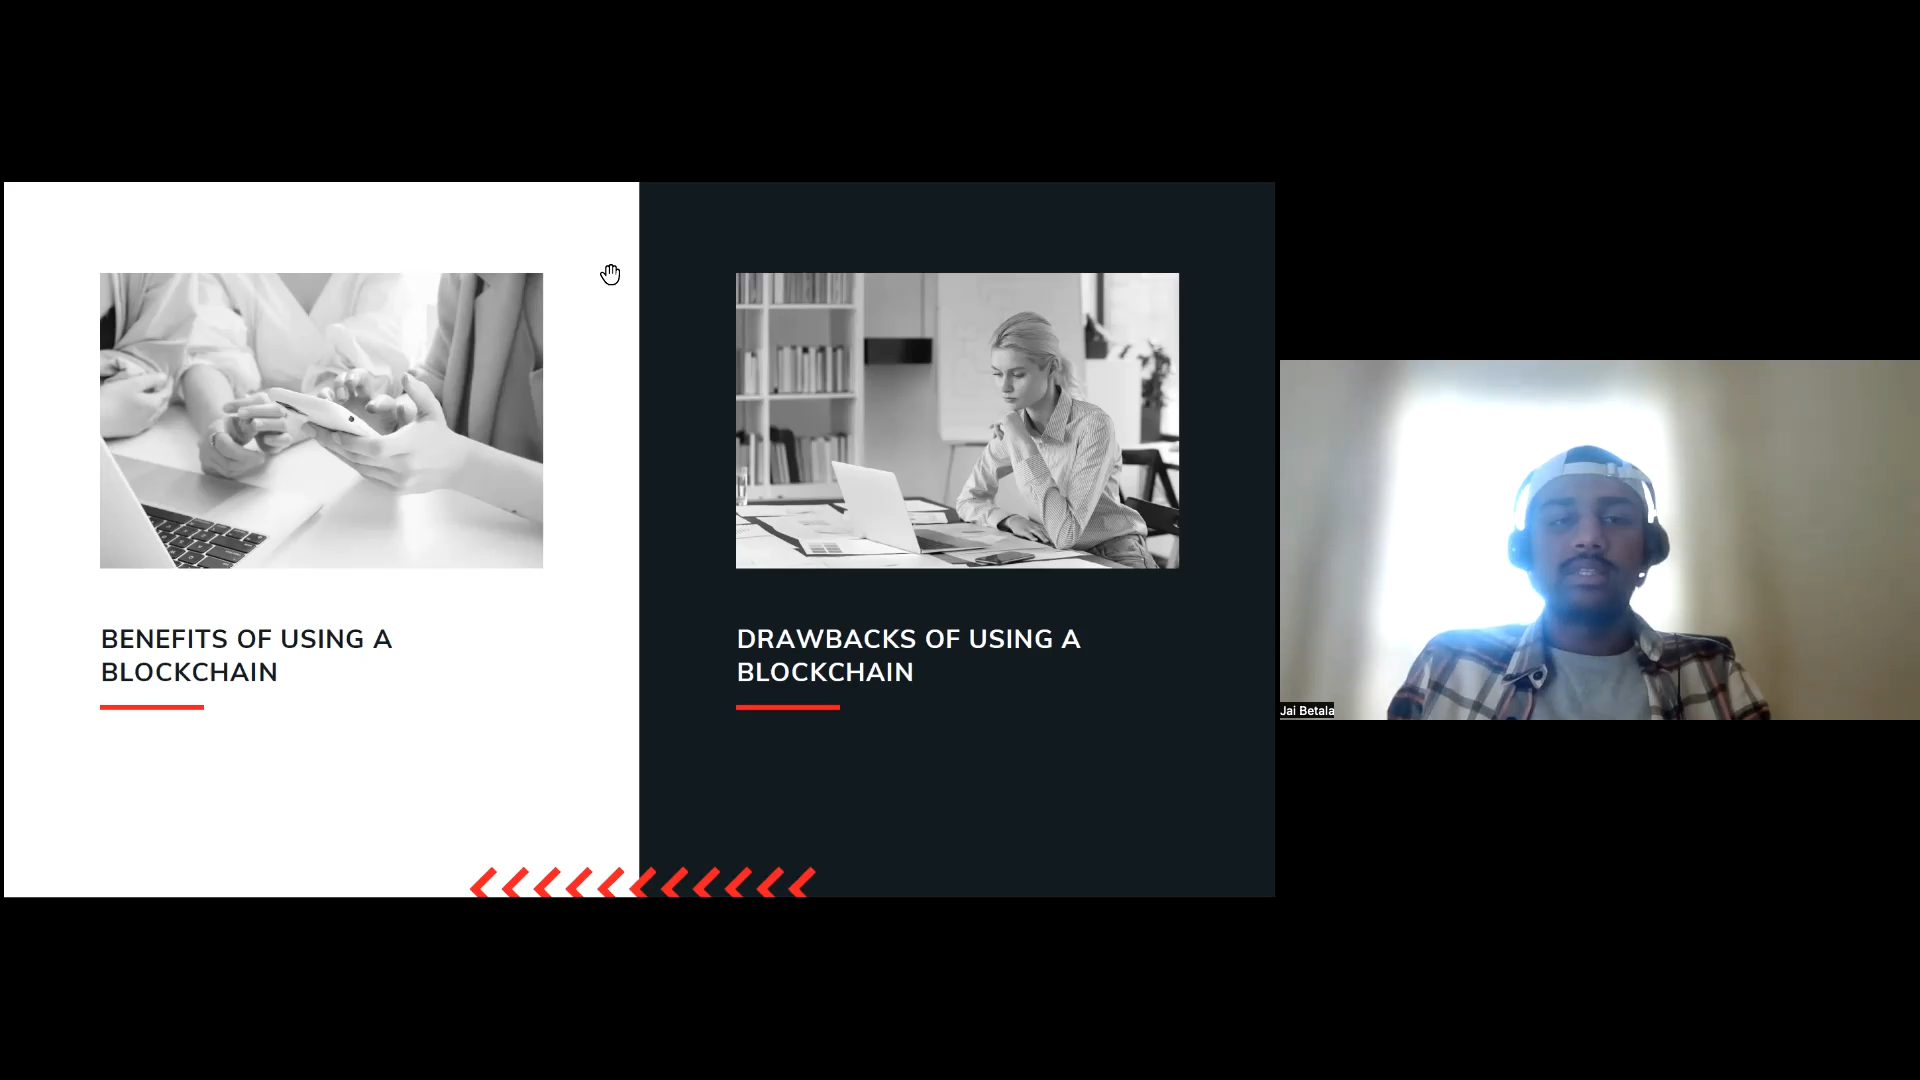 BENEFITS OF USING A
BLOCKCHAIN
DRAWBACKS OF USING A
BLOCKCHAIN
Jai Betala